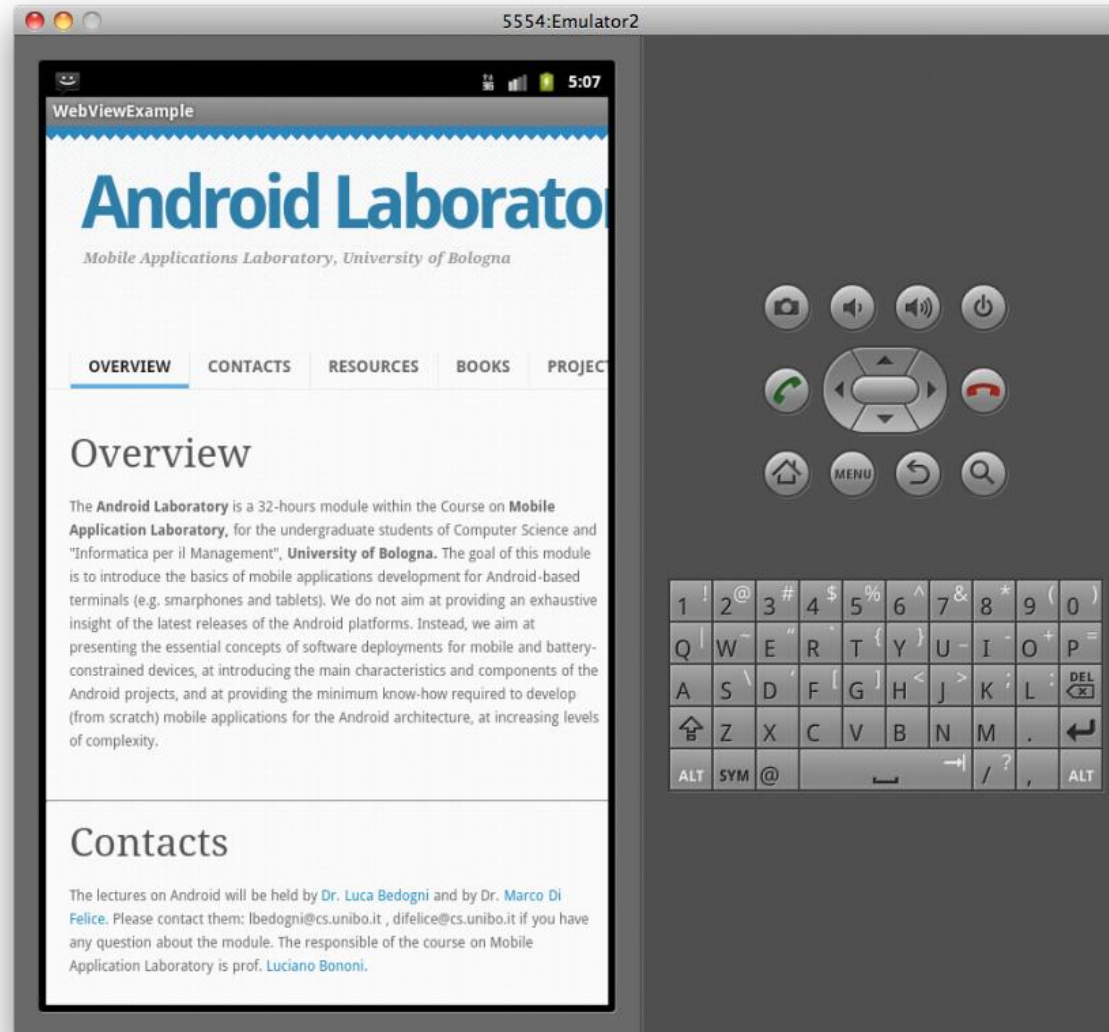 5554:Emulator2
5:07
WebViewExample
Android Laborato
Mobile Applications Laboratory, University of Bologna
OVERVIEW CONTACTS RESOURCES BOOKS PROJECT
Overview
The Android Laboratory is a 32-hours module within the Course on Mobile
Application Laboratory, for the undergraduate students of Computer Science and
"Informatica per il Management", University of Bologna. The goal of this module
is to introduce the basics of mobile applications development for Android-based
terminals (e.g. smarphones and tablets). We do not aim at providing an exhaustive
insight of the latest releases of the Android platforms. Instead, we aim at
presenting the essential concepts of software deployments for mobile and battery-
constrained devices, at introducing the main characteristics and components of the
Android projects, and at providing the minimum know-how required to develop
(from scratch) mobile applications for the Android architecture, at increasing levels
of complexity.
Contacts
The lectures on Android will be held by Dr. Luca Bedogni and by Dr. Marco Di
Felice. Please contact them: lbedogni@cs.unibo.it , difelice@cs.unibo.it if you have
any question about the module. The responsible of the course on Mobile
Application Laboratory is prof. Luciano Bononi.
MENU
1 ! 2 @ 3 # 4 $ 5 % 6 ^ 7 & 8 * 9 ( 0 )
Q | W ~ E " R ` T { Y } U _ I - O + P =
A S \ D ' F [ G ] H < J > K ; L : DEL
Z X C V B N M .
ALT SYM @ / ? , ALT